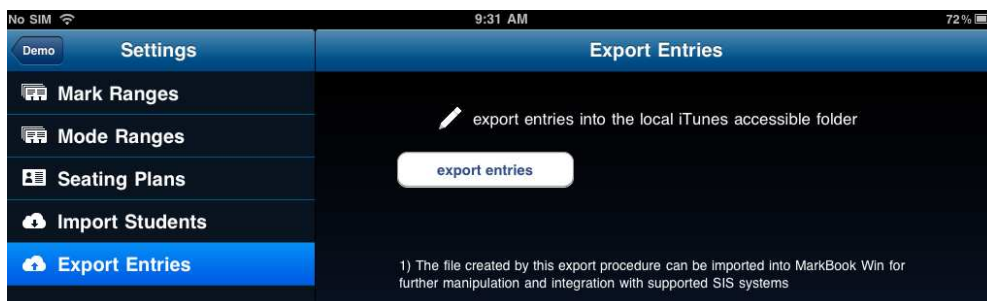 No SIM 9:31 AM 72%
Demo Settings Export Entries
Mark Ranges
Mode Ranges
Seating Plans
Import Students
Export Entries
export entries into the local iTunes accessible folder
export entries
1) The file created by this export procedure can be imported into MarkBook Win for
further manipulation and integration with supported SIS systems